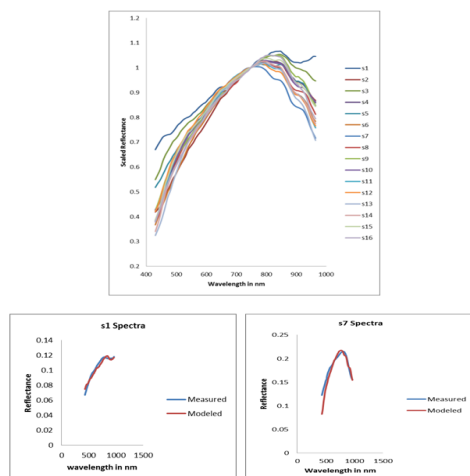 1.2
1.1
1
0.9
0.8
0.7
0.6
0.5
0.4
0.3
0.2
Scaled Reflectance
400 500 600 700 800 900 1000
Wavelength in nm
s1
s2
s3
s4
s5
s6
s7
s8
s9
s10
s11
s12
s13
s14
s15
s16
s1 Spectra
0.14
0.12
0.1
0.08
0.06
0.04
0.02
0
Reflectance
0 500 1000 1500
wavelength in nm
Measured
Modeled
s7 Spectra
0.25
0.2
0.15
0.1
0.05
0
Reflectance
0 500 1000 1500
Wavelength in nm
Measured
Modeled